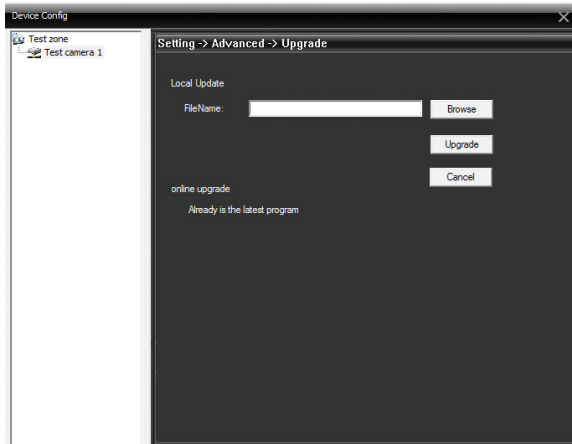 Device Config
Test zone
Test camera 1
Setting -> Advanced -> Upgrade
Local Update
FileName:
Browse
Upgrade
Cancel
online upgrade
Already is the latest program